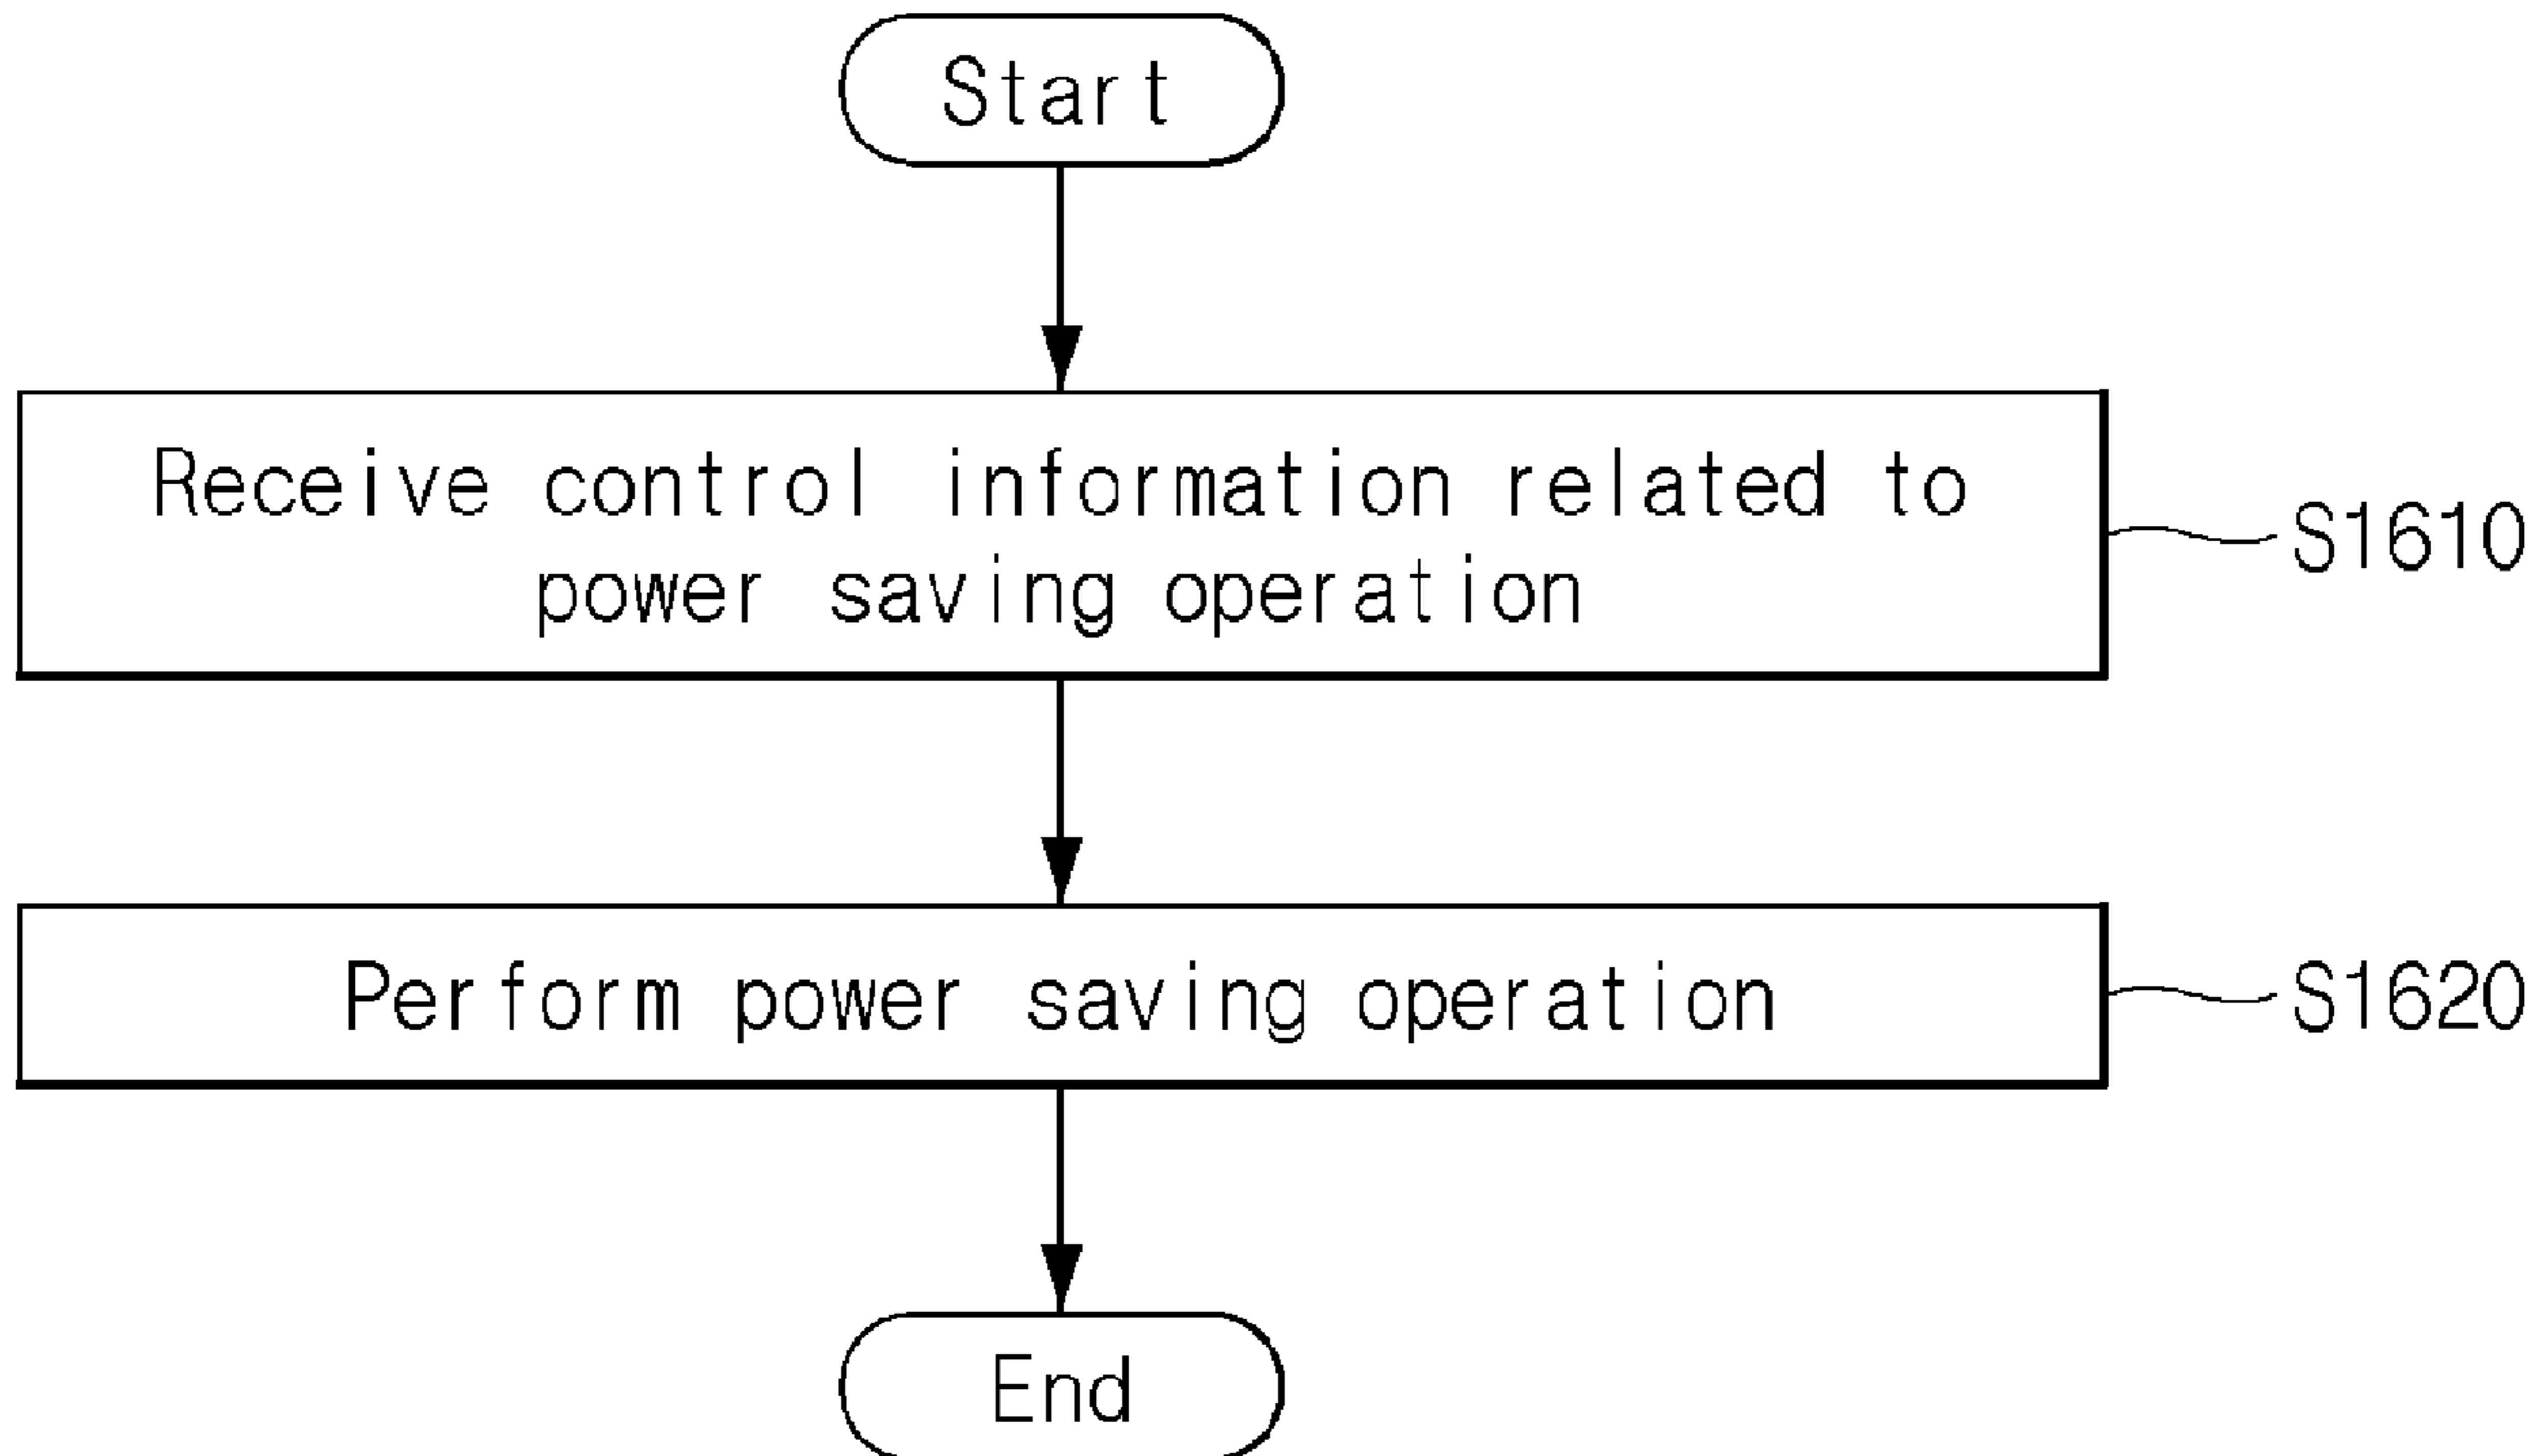 Start
Receive control information related to
power saving operation
S1610
Perform power saving operation
S1620
End